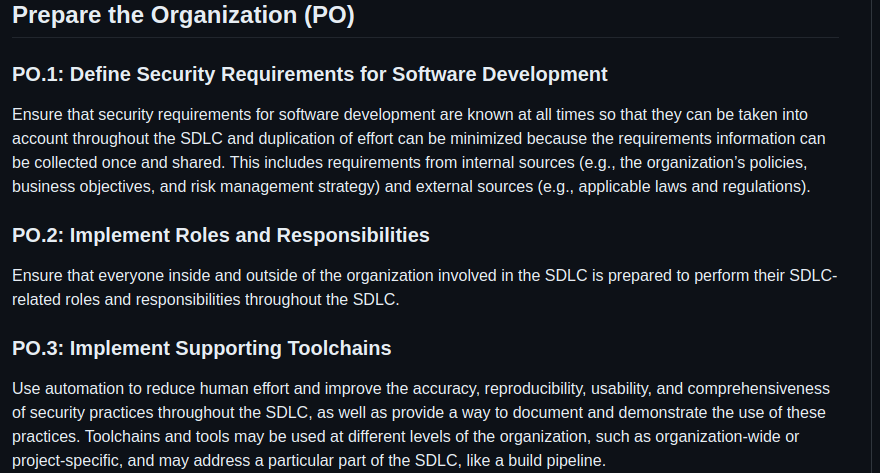 Prepare the Organization (PO)
PO.1: Define Security Requirements for Software Development
Ensure that security requirements for software development are known at all times so that they can be taken into
account throughout the SDLC and duplication of effort can be minimized because the requirements information can
be collected once and shared. This includes requirements from internal sources (e.g., the organization’s policies,
business objectives, and risk management strategy) and external sources (e.g., applicable laws and regulations).
PO.2: Implement Roles and Responsibilities
Ensure that everyone inside and outside of the organization involved in the SDLC is prepared to perform their SDLC-
related roles and responsibilities throughout the SDLC.
PO.3: Implement Supporting Toolchains
Use automation to reduce human effort and improve the accuracy, reproducibility, usability, and comprehensiveness
of security practices throughout the SDLC, as well as provide a way to document and demonstrate the use of these
practices. Toolchains and tools may be used at different levels of the organization, such as organization-wide or
project-specific, and may address a particular part of the SDLC, like a build pipeline.